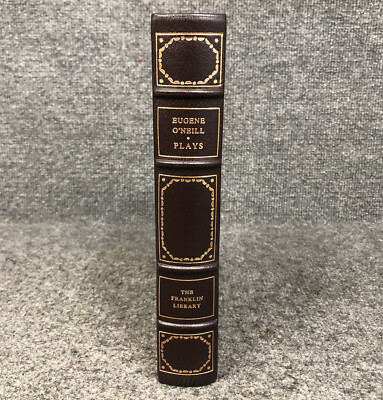 EUGENE
O'NEILL
•
PLAYS
THE
FRANKLIN
LIBRARY